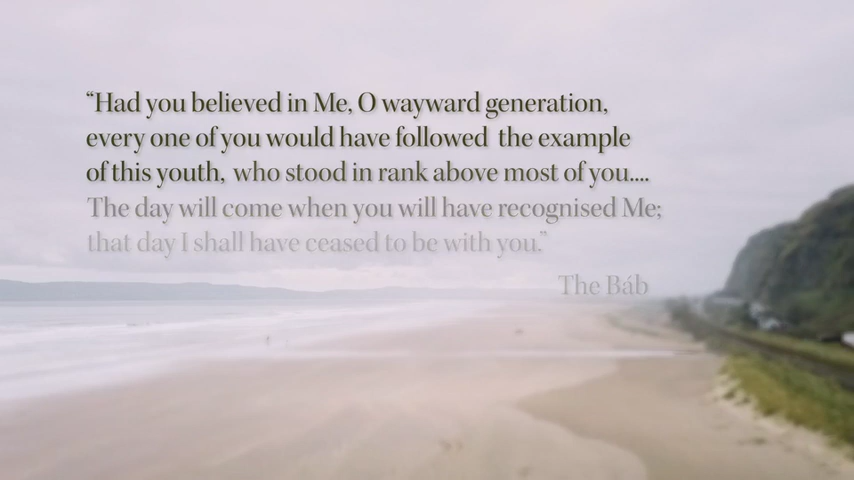 “Had you believed in Me, O wayward generation,
every one of you would have followed the example
of this youth, who stood in rank above most of you....
The day will come when you will have recognised Me;
that day I shall have ceased to be with you.”
The Báb